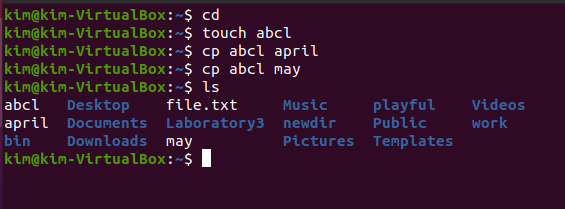 kim@kim-VirtualBox:~$ cd
kim@kim-VirtualBox:~$ touch abcl
kim@kim-VirtualBox:~$ cp abcl april
kim@kim-VirtualBox:~$ cp abcl may
kim@kim-VirtualBox:~$ ls
abcl   Desktop    file.txt     Music     playful    Videos
april  Documents  Laboratory3  newdir    Public     work
bin    Downloads  may          Pictures  Templates
kim@kim-VirtualBox:~$